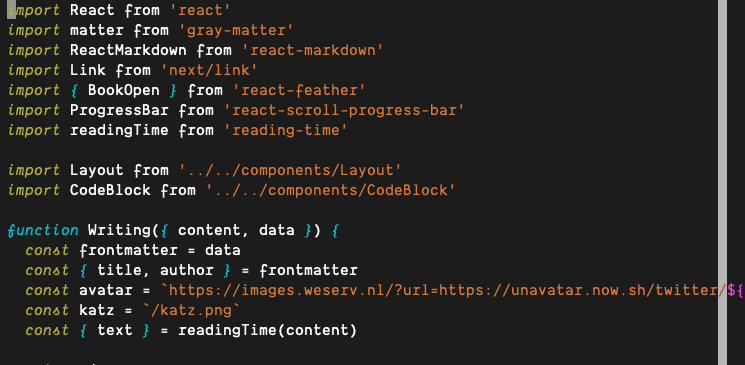 import React from 'react'
import matter from 'gray-matter'
import ReactMarkdown from 'react-markdown'
import Link from 'next/link'
import { BookOpen } from 'react-feather'
import ProgressBar from 'react-scroll-progress-bar'
import readingTime from 'reading-time'

import Layout from '../../components/Layout'
import CodeBlock from '../../components/CodeBlock'

function Writing({ content, data }) {
  const frontmatter = data
  const { title, author } = frontmatter
  const avatar = `https://images.weserv.nl/?url=https://unavatar.now.sh/twitter/${
  const katz = `/katz.png`
  const { text } = readingTime(content)